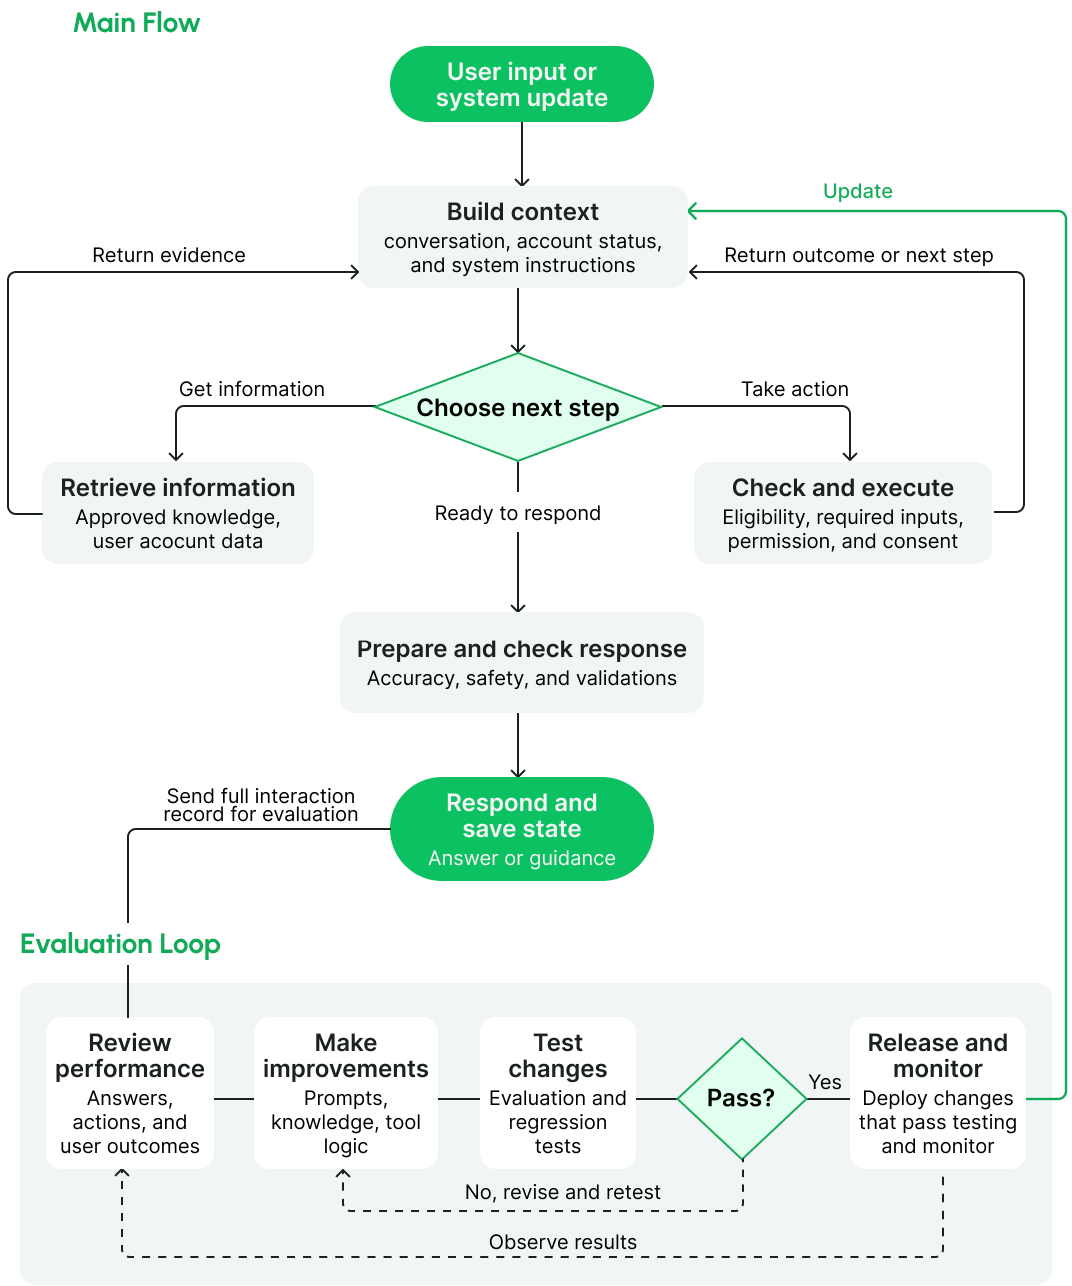 Main Flow
User input or
system update
Update
Build context
conversation, account status,
and system instructions
Return evidence
Return outcome or next step
Get information
Choose next step
Take action
Retrieve information
Approved knowledge,
user acocunt data
Ready to respond
Check and execute
Eligibility, required inputs,
permission, and consent
Prepare and check response
Accuracy, safety, and validations
Send full interaction
record for evaluation
Respond and
save state
Answer or guidance
Evaluation Loop
Review
performance
Answers,
actions, and
user outcomes
Make
improvements
Prompts,
knowledge, tool
logic
Test
changes
Evaluation and
regression
tests
Pass?
Yes
Release and
monitor
Deploy changes
that pass testing
and monitor
No, revise and retest
Observe results